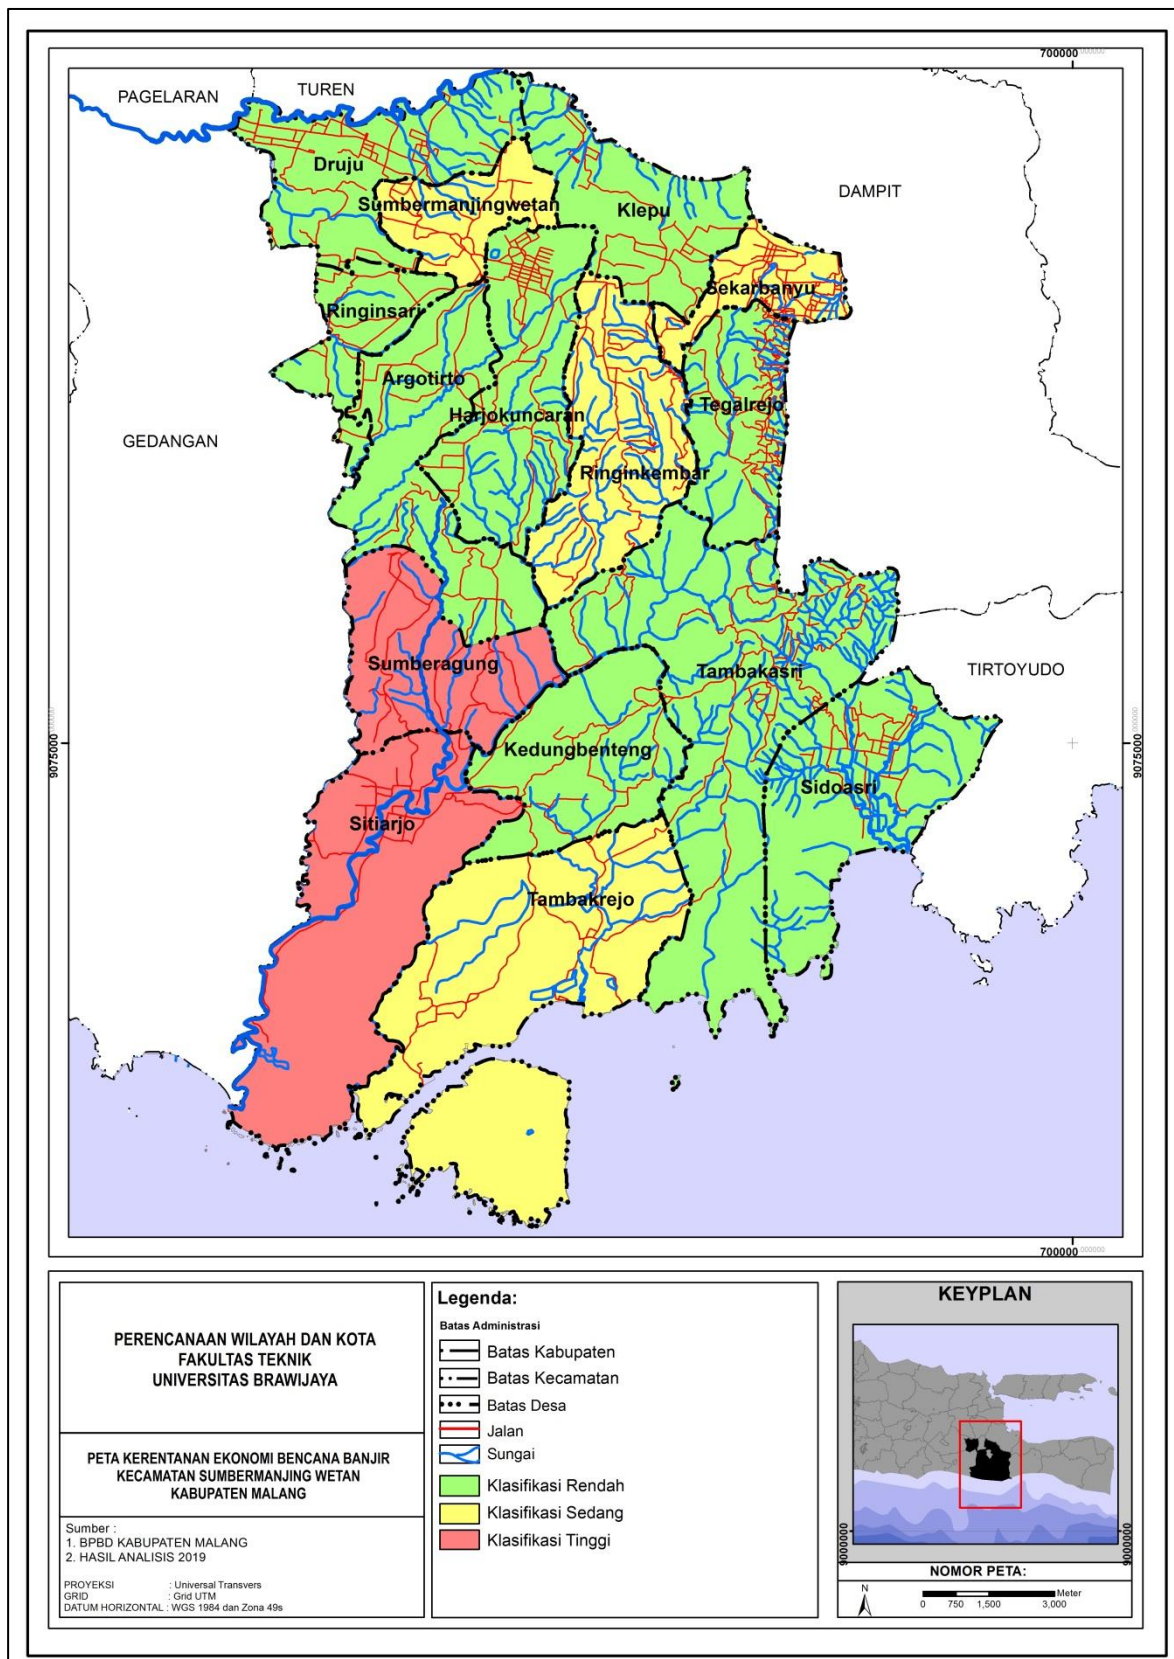 700000.000000
PAGELARAN
TUREN
Druju
Sumbermanjingwetan
Klepu
DAMPIT
Sekarbanyu
Ringinsari
Argotirto
Harjokuncaran
Tegalrejo
GEDANGAN
Ringinkembar
Sumberagung
Tambakasri
TIRTOYUDO
9075000.000000
Kedungbenteng
9075000.000000
Sidoasri
Sitiarjo
Tambakrejo
700000.000000
PERENCANAAN WILAYAH DAN KOTA
FAKULTAS TEKNIK
UNIVERSITAS BRAWIJAYA
PETA KERENTANAN EKONOMI BENCANA BANJIR
KECAMATAN SUMBERMANJING WETAN
KABUPATEN MALANG
Sumber :
1. BPBD KABUPATEN MALANG
2. HASIL ANALISIS 2019
PROYEKSI : Universal Transvers
GRID : Grid UTM
DATUM HORIZONTAL : WGS 1984 dan Zona 49s
Legenda:
Batas Administrasi
Batas Kabupaten
Batas Kecamatan
Batas Desa
Jalan
Sungai
Klasifikasi Rendah
Klasifikasi Sedang
Klasifikasi Tinggi
KEYPLAN
9000000
9000000
NOMOR PETA:
N
Meter
0 750 1,500 3,000